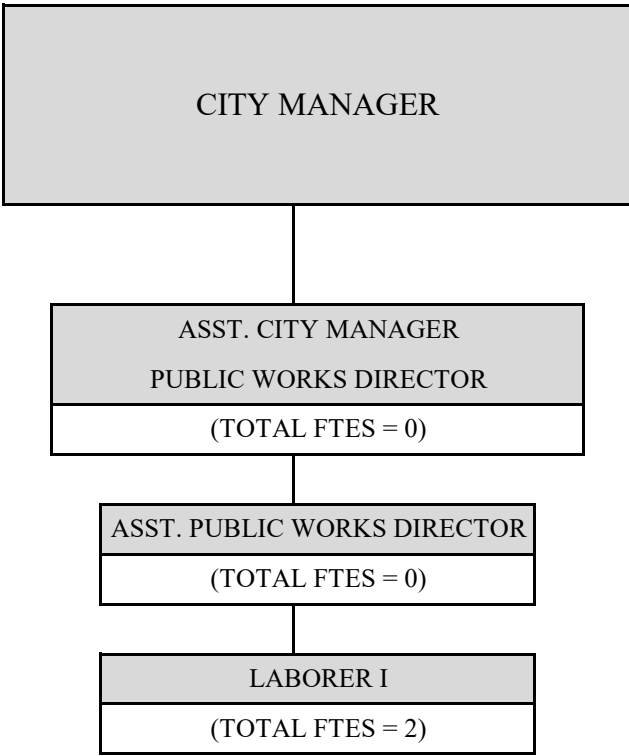 CITY MANAGER
ASST. CITY MANAGER
PUBLIC WORKS DIRECTOR
(TOTAL FTES = 0)
ASST. PUBLIC WORKS DIRECTOR
(TOTAL FTES = 0)
LABORER I
(TOTAL FTES = 2)